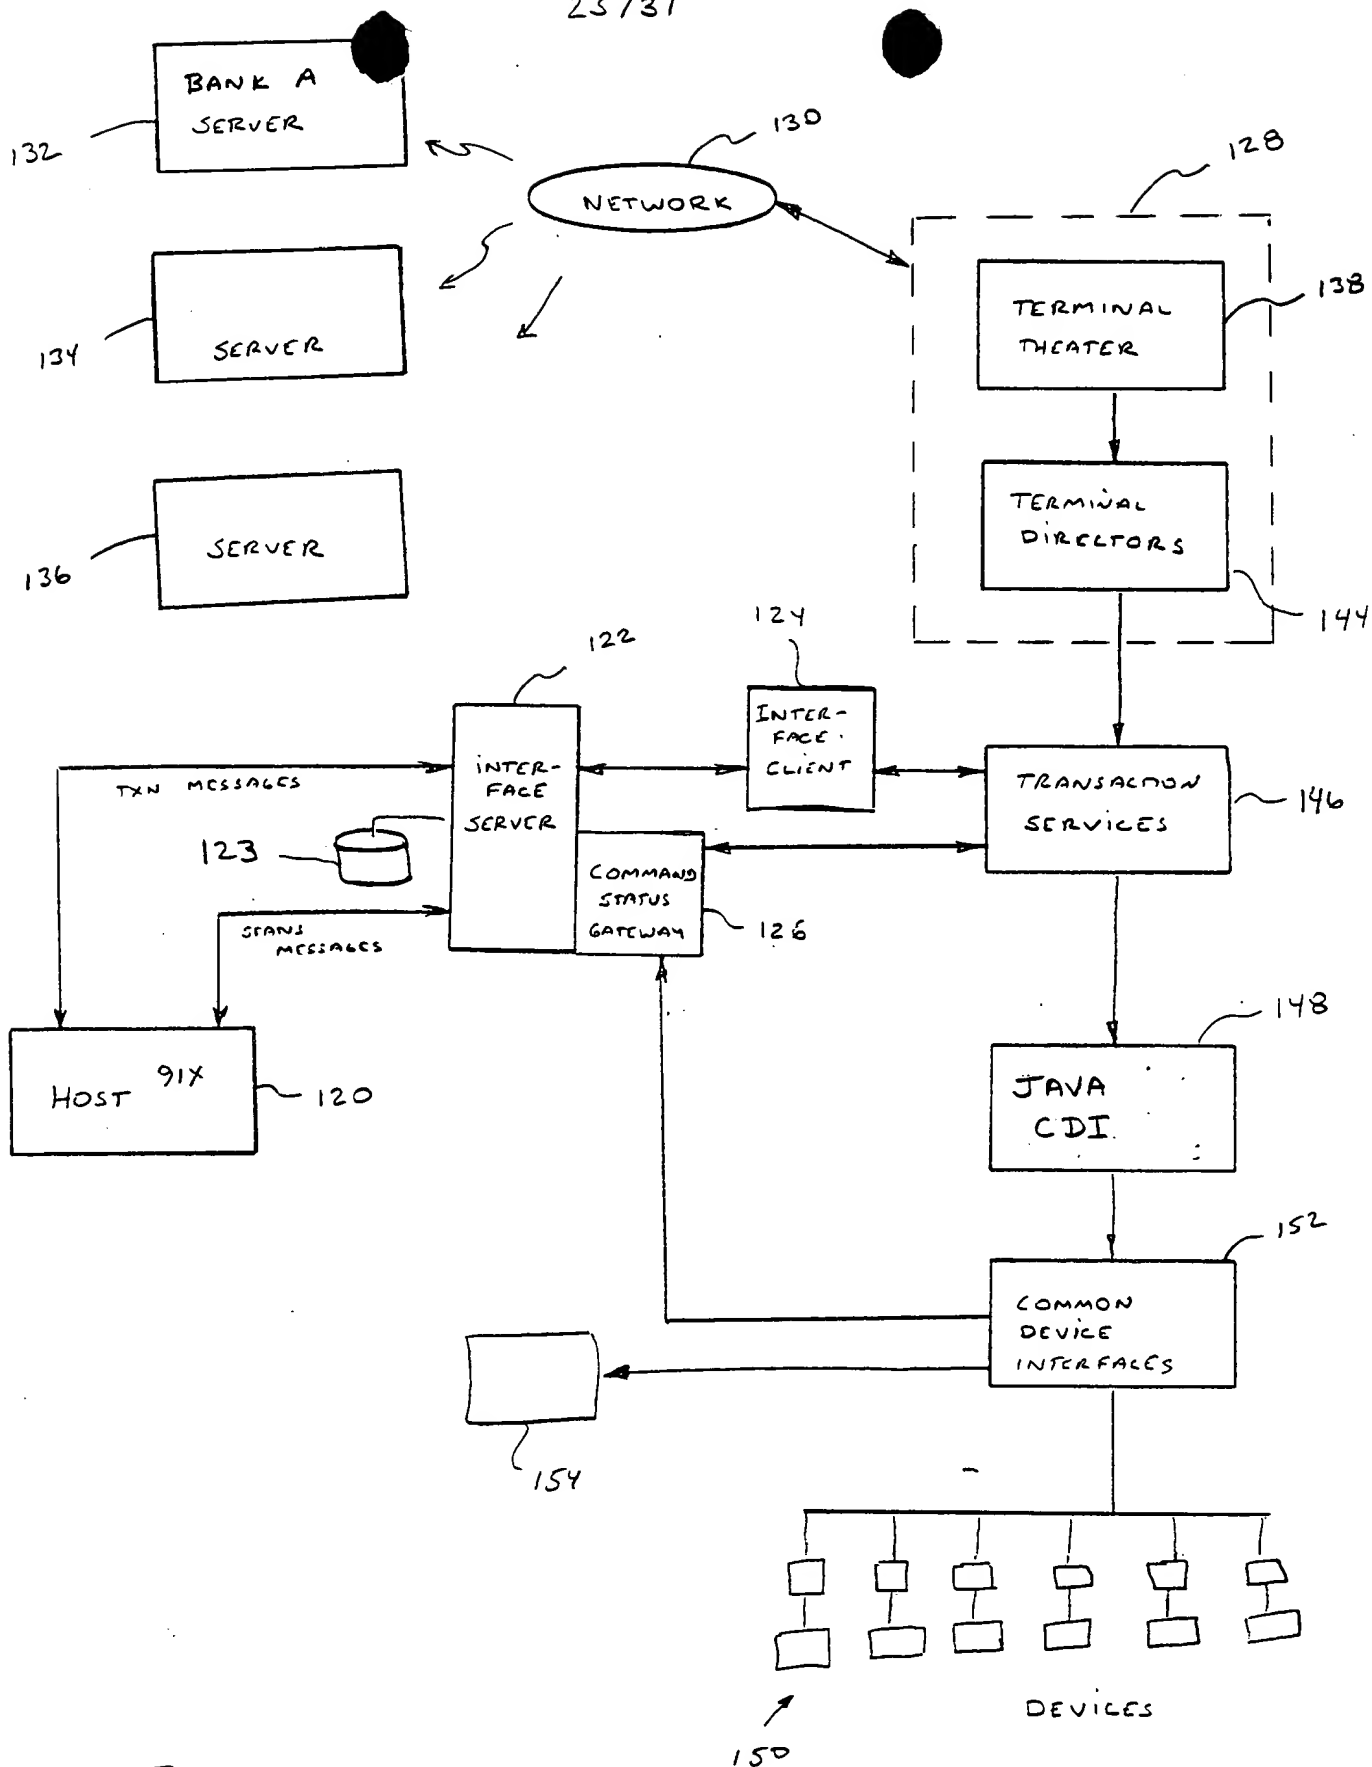 25/31
BANK A
SERVER
132
NETWORK
130
128
134
SERVER
TERMINAL
THEATER
138
136
SERVER
TERMINAL
DIRECTORS
144
122
124
INTER-
FACE
CLIENT
INTER-
FACE
SERVER
TXN MESSAGES
123
TRANSACTION
SERVICES
146
COMMAND
STATUS
GATEWAY
126
MESSAGES
HOST 91X
120
148
JAVA
CDI
152
COMMON
DEVICE
INTERFACES
154
150
DEVICES